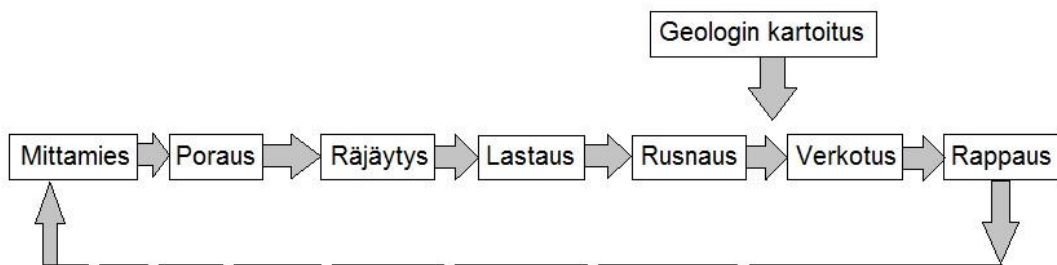 Geologin kartoitus
Mittamies
Poraus
Räjäytys
Lastaus
Rusnaus
Verkotus
Rappaus